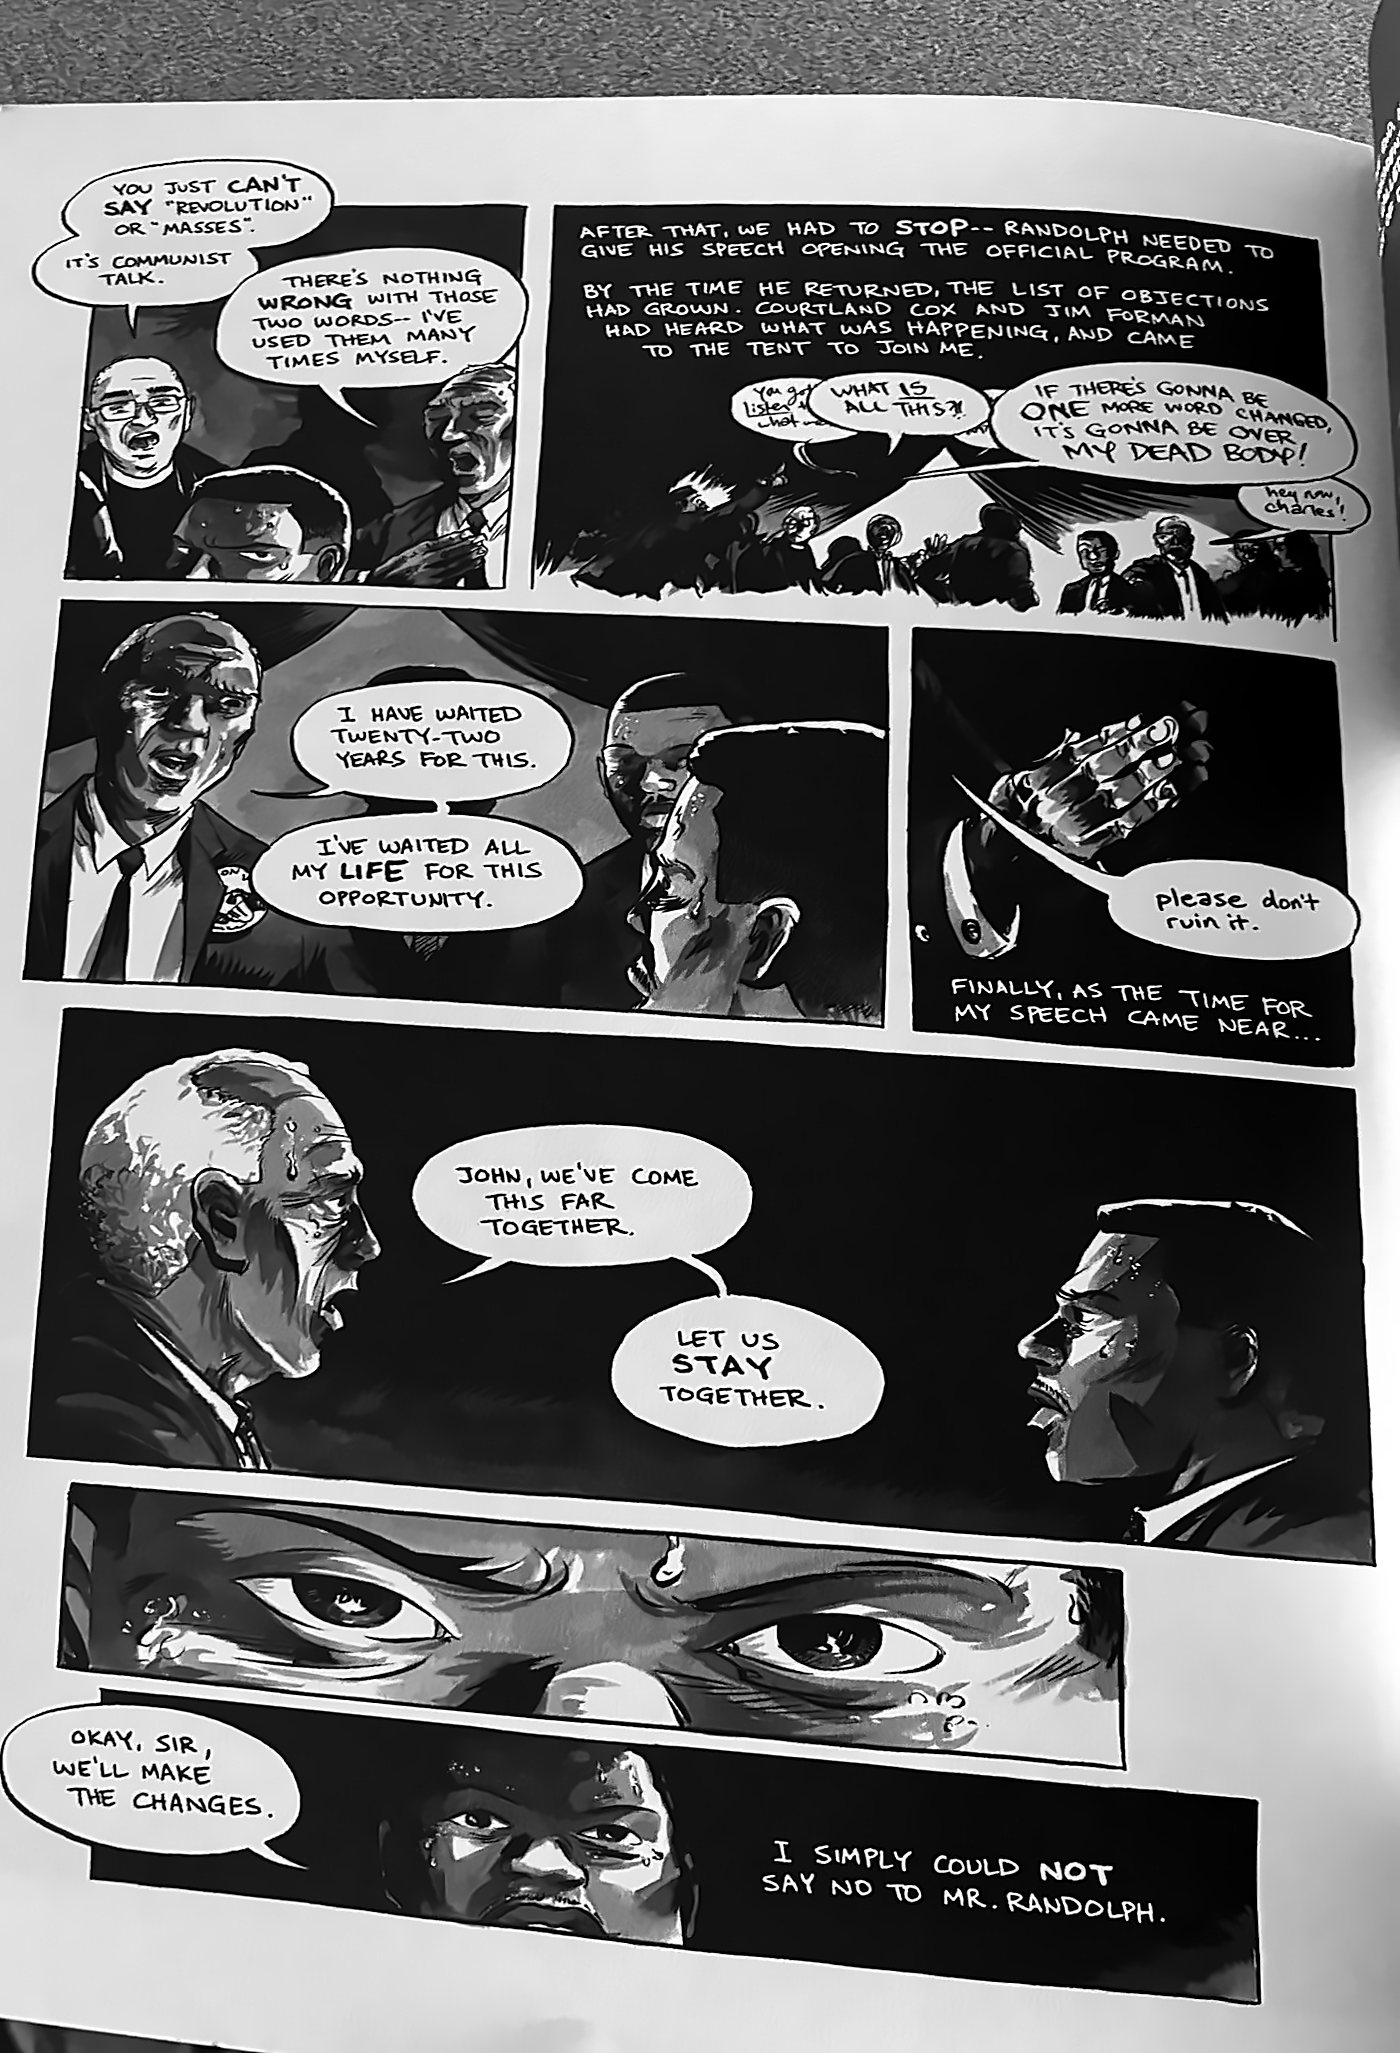 YOU JUST CAN'T
SAY "REVOLUTION"
OR "MASSES".
IT'S COMMUNIST
TALK.
THERE'S NOTHING
WRONG WITH THOSE
TWO WORDS-- I'VE
USED THEM MANY
TIMES MYSELF.
AFTER THAT, WE HAD TO STOP-- RANDOLPH NEEDED TO
GIVE HIS SPEECH OPENING THE OFFICIAL PROGRAM.
BY THE TIME HE RETURNED, THE LIST OF OBJECTIONS
HAD GROWN. COURTLAND COX AND JIM FORMAN
HAD HEARD WHAT WAS HAPPENING, AND CAME
TO THE TENT TO JOIN ME.
You
listen
what
WHAT IS
ALL THIS?!
IF THERE'S GONNA BE
ONE MORE WORD CHANGED,
IT'S GONNA BE OVER
MY DEAD BODY!
hey now,
charles!
I HAVE WAITED
TWENTY-TWO
YEARS FOR THIS.
I'VE WAITED ALL
MY LIFE FOR THIS
OPPORTUNITY.
ON
please don't
ruin it.
FINALLY, AS THE TIME FOR
MY SPEECH CAME NEAR...
JOHN, WE'VE COME
THIS FAR
TOGETHER.
LET US
STAY
TOGETHER.
OKAY, SIR,
WE'LL MAKE
THE CHANGES.
I SIMPLY COULD NOT
SAY NO TO MR. RANDOLPH.